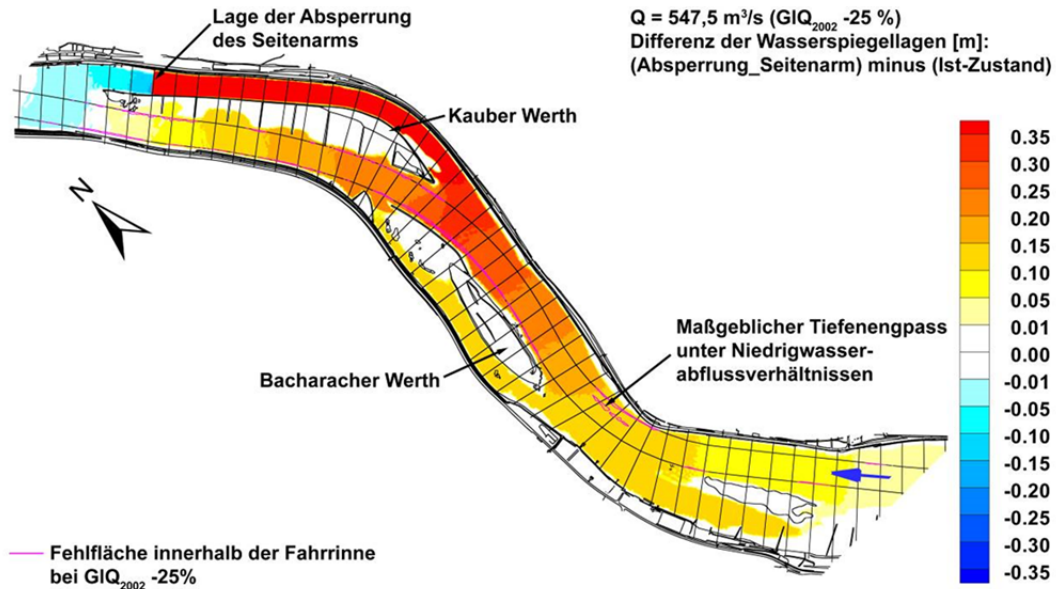 Lage der Absperrung
des Seitenarms
Q = 547,5 m³/s (GlQ₂₀₀₂ -25 %)
Differenz der Wasserspiegellagen [m]:
(Absperrung_Seitenarm) minus (Ist-Zustand)
Kauber Werth
N
Maßgeblicher Tiefenengpass
unter Niedrigwasser-
abflussverhältnissen
Bacharacher Werth
0.35
0.30
0.25
0.20
0.15
0.10
0.05
0.01
0.00
-0.01
-0.05
-0.10
-0.15
-0.20
-0.25
-0.30
-0.35
Fehlfläche innerhalb der Fahrrinne
bei GlQ₂₀₀₂ -25%